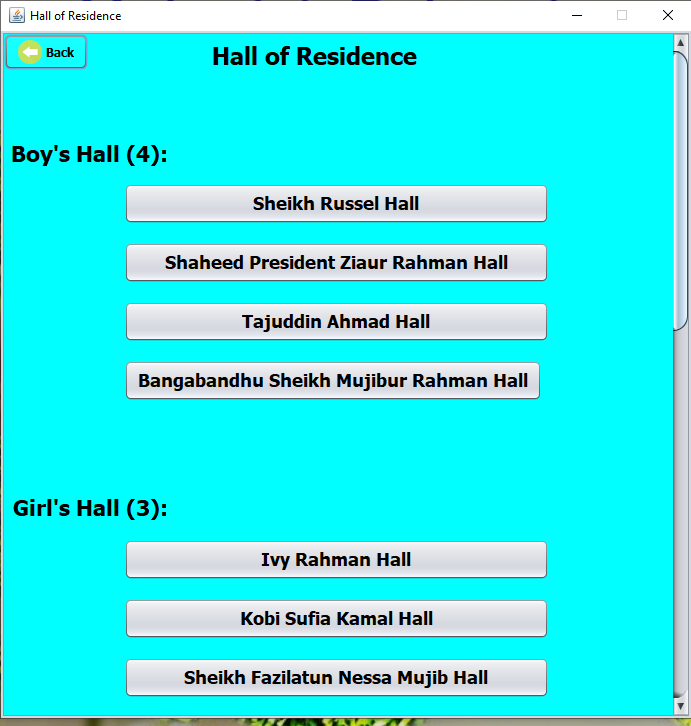 Hall of Residence
Back
Hall of Residence
Boy's Hall (4):
Sheikh Russel Hall
Shaheed President Ziaur Rahman Hall
Tajuddin Ahmad Hall
Bangabandhu Sheikh Mujibur Rahman Hall
Girl's Hall (3):
Ivy Rahman Hall
Kobi Sufia Kamal Hall
Sheikh Fazilatun Nessa Mujib Hall